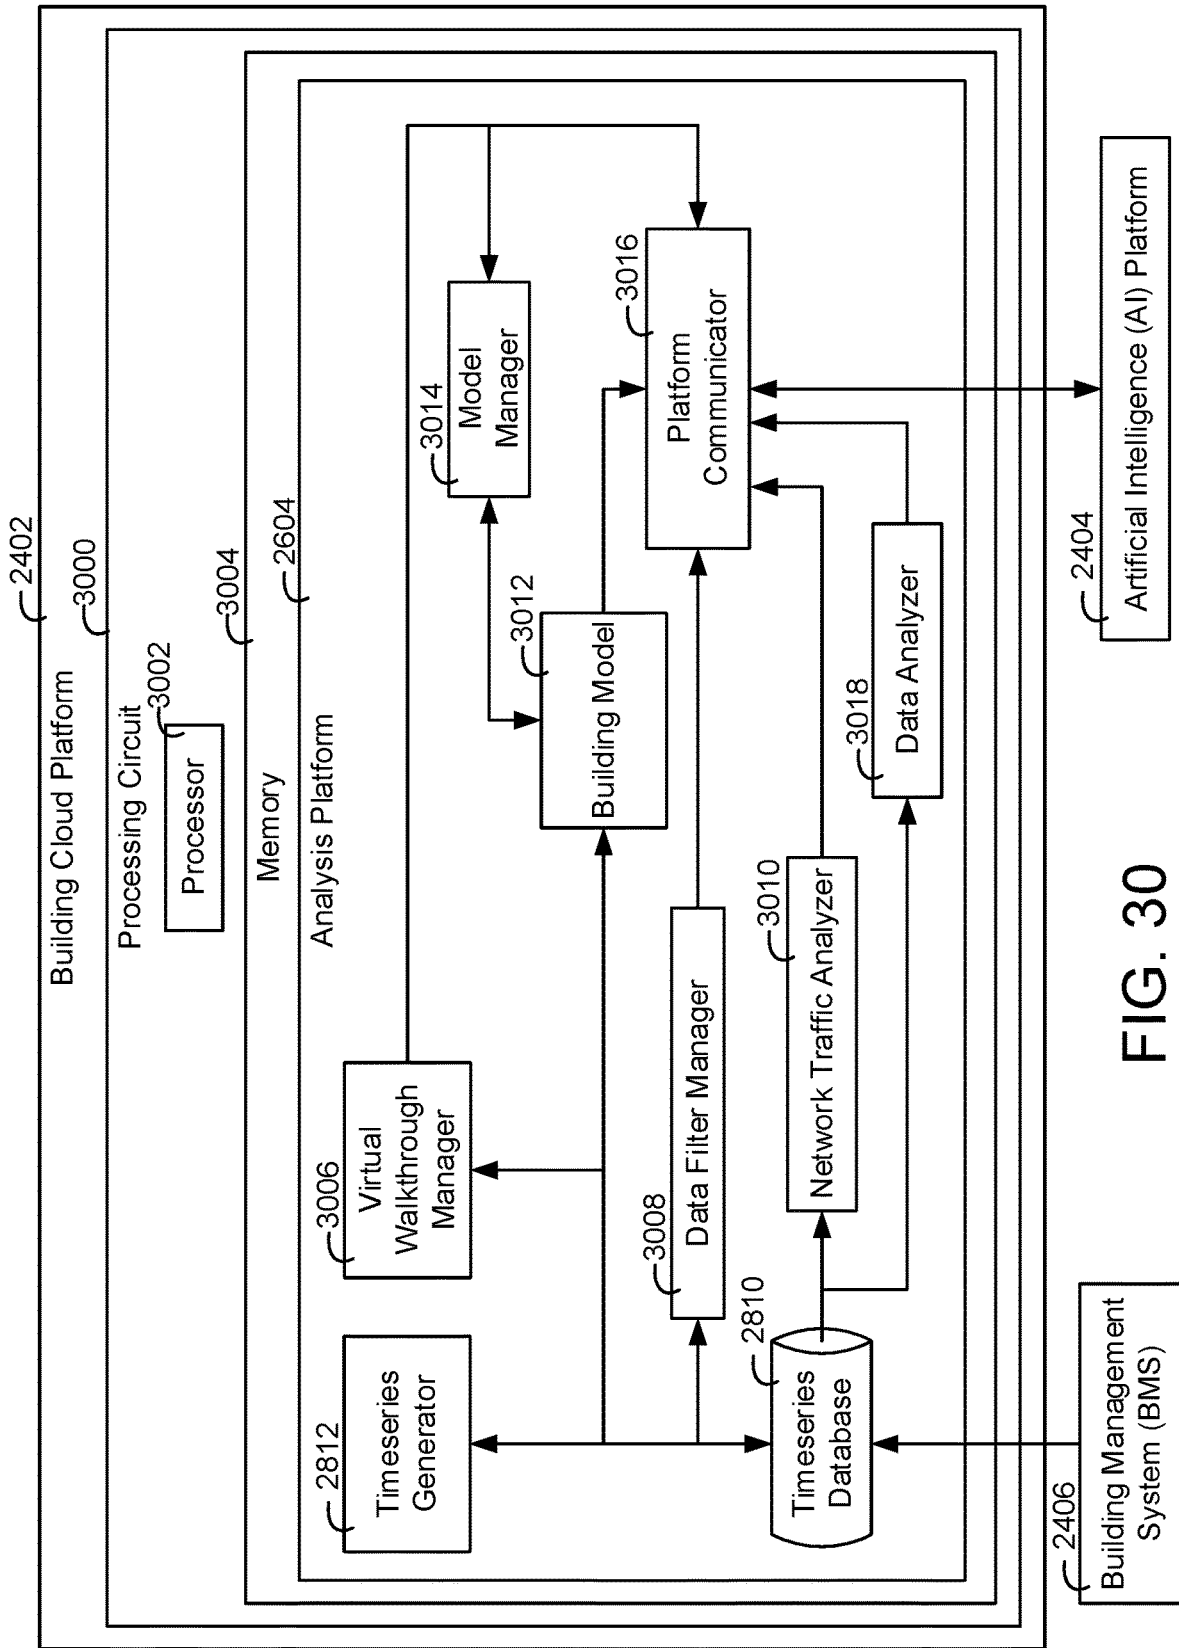 Building Cloud Platform
2402
Processing Circuit
3000
Processor
3002
Memory
3004
Analysis Platform
2604
2812
Timeseries
Generator
3006
Virtual
Walkthrough
Manager
3014
Model
Manager
3012
Building Model
3016
Platform
Communicator
3008
Data Filter Manager
2810
Timeseries
Database
3010
Network Traffic Analyzer
3018
Data Analyzer
2406
Building Management
System (BMS)
2404
Artificial Intelligence (AI) Platform
FIG. 30